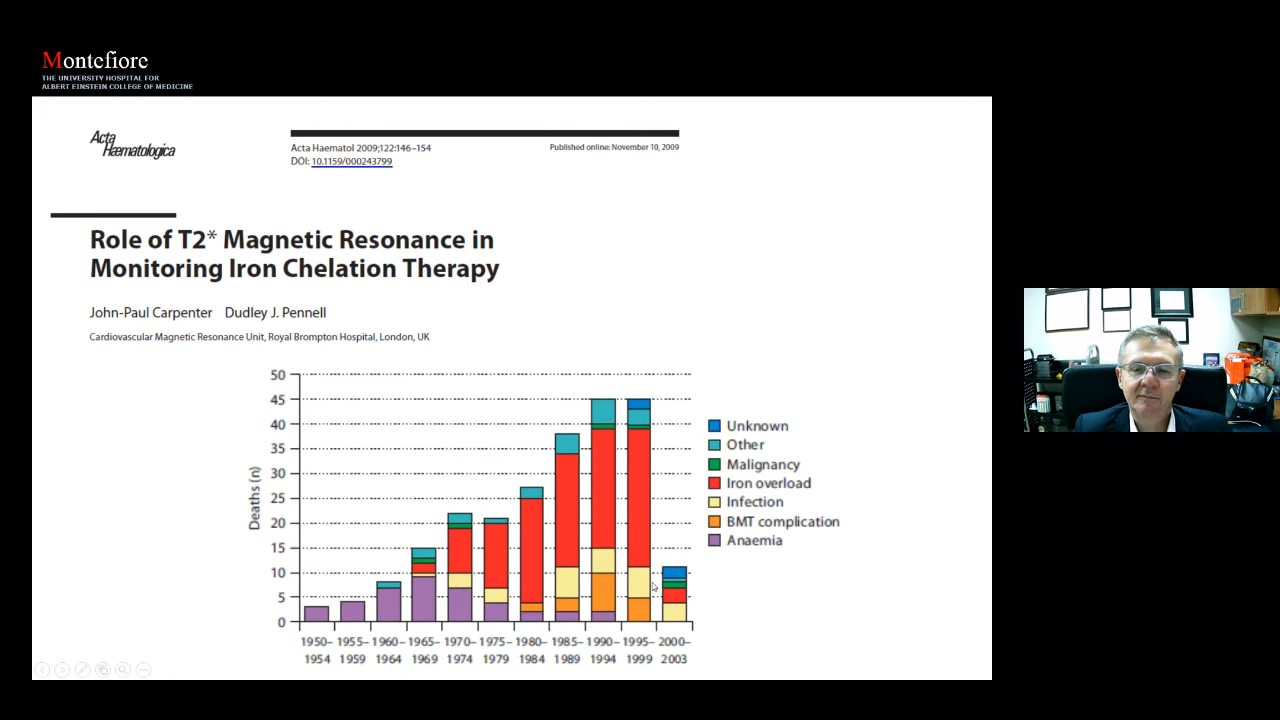 Montefiore
THE UNIVERSITY HOSPITAL FOR
ALBERT EINSTEIN COLLEGE OF MEDICINE
Acta
Hæmatologica
Acta Haematol 2009;122:146–154
DOI: 10.1159/000243799
Published online: November 10, 2009
Role of T2* Magnetic Resonance in
Monitoring Iron Chelation Therapy
John-Paul Carpenter Dudley J. Pennell
Cardiovascular Magnetic Resonance Unit, Royal Brompton Hospital, London, UK
Deaths (n)
50
45
40
35
30
25
20
15
10
5
0
1950– 1955– 1960– 1965– 1970– 1975– 1980– 1985– 1990– 1995– 2000–
1954 1959 1964 1969 1974 1979 1984 1989 1994 1999 2003
Unknown
Other
Malignancy
Iron overload
Infection
BMT complication
Anaemia